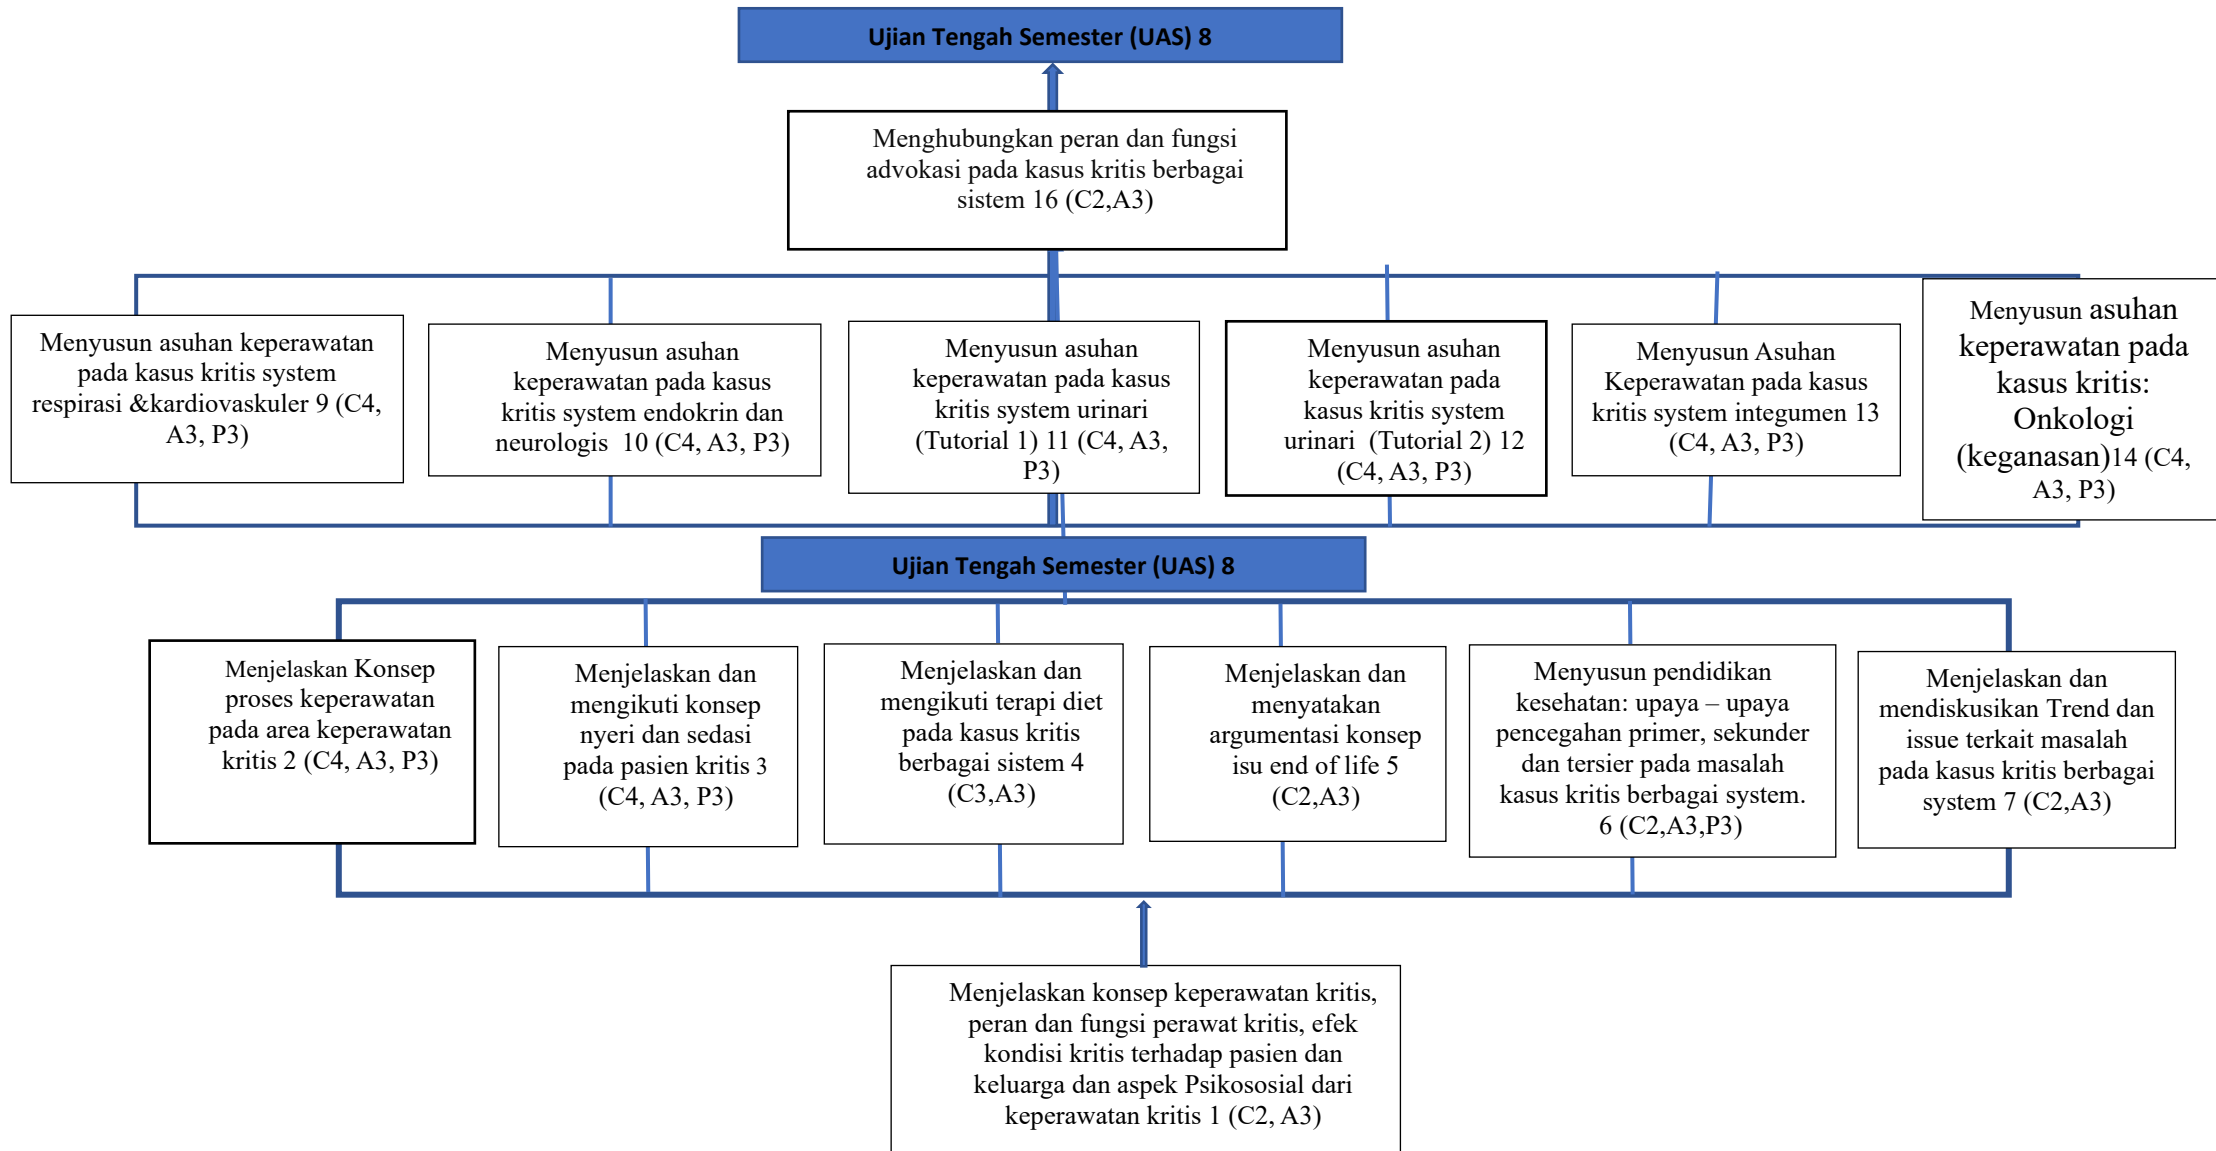 Ujian Tengah Semester (UAS) 8
Menghubungkan peran dan fungsi
advokasi pada kasus kritis berbagai
sistem 16 (C2,A3)
Menyusun asuhan keperawatan
pada kasus kritis system
respirasi &kardiovaskuler 9 (C4,
A3, P3)
Menyusun asuhan
keperawatan pada kasus
kritis system endokrin dan
neurologis 10 (C4, A3, P3)
Menyusun asuhan
keperawatan pada kasus
kritis system urinari
(Tutorial 1) 11 (C4, A3,
P3)
Menyusun asuhan
keperawatan pada
kasus kritis system
urinari (Tutorial 2) 12
(C4, A3, P3)
Menyusun Asuhan
Keperawatan pada kasus
kritis system integumen 13
(C4, A3, P3)
Menyusun asuhan
keperawatan pada
kasus kritis:
Onkologi
(keganasan)14 (C4,
A3, P3)
Ujian Tengah Semester (UAS) 8
Menjelaskan Konsep
proses keperawatan
pada area keperawatan
kritis 2 (C4, A3, P3)
Menjelaskan dan
mengikuti konsep
nyeri dan sedasi
pada pasien kritis 3
(C4, A3, P3)
Menjelaskan dan
mengikuti terapi diet
pada kasus kritis
berbagai sistem 4
(C3,A3)
Menjelaskan dan
menyatakan
argumentasi konsep
isu end of life 5
(C2,A3)
Menyusun pendidikan
kesehatan: upaya – upaya
pencegahan primer, sekunder
dan tersier pada masalah
kasus kritis berbagai system.
6 (C2,A3,P3)
Menjelaskan dan
mendiskusikan Trend dan
issue terkait masalah
pada kasus kritis berbagai
system 7 (C2,A3)
Menjelaskan konsep keperawatan kritis,
peran dan fungsi perawat kritis, efek
kondisi kritis terhadap pasien dan
keluarga dan aspek Psikososial dari
keperawatan kritis 1 (C2, A3)